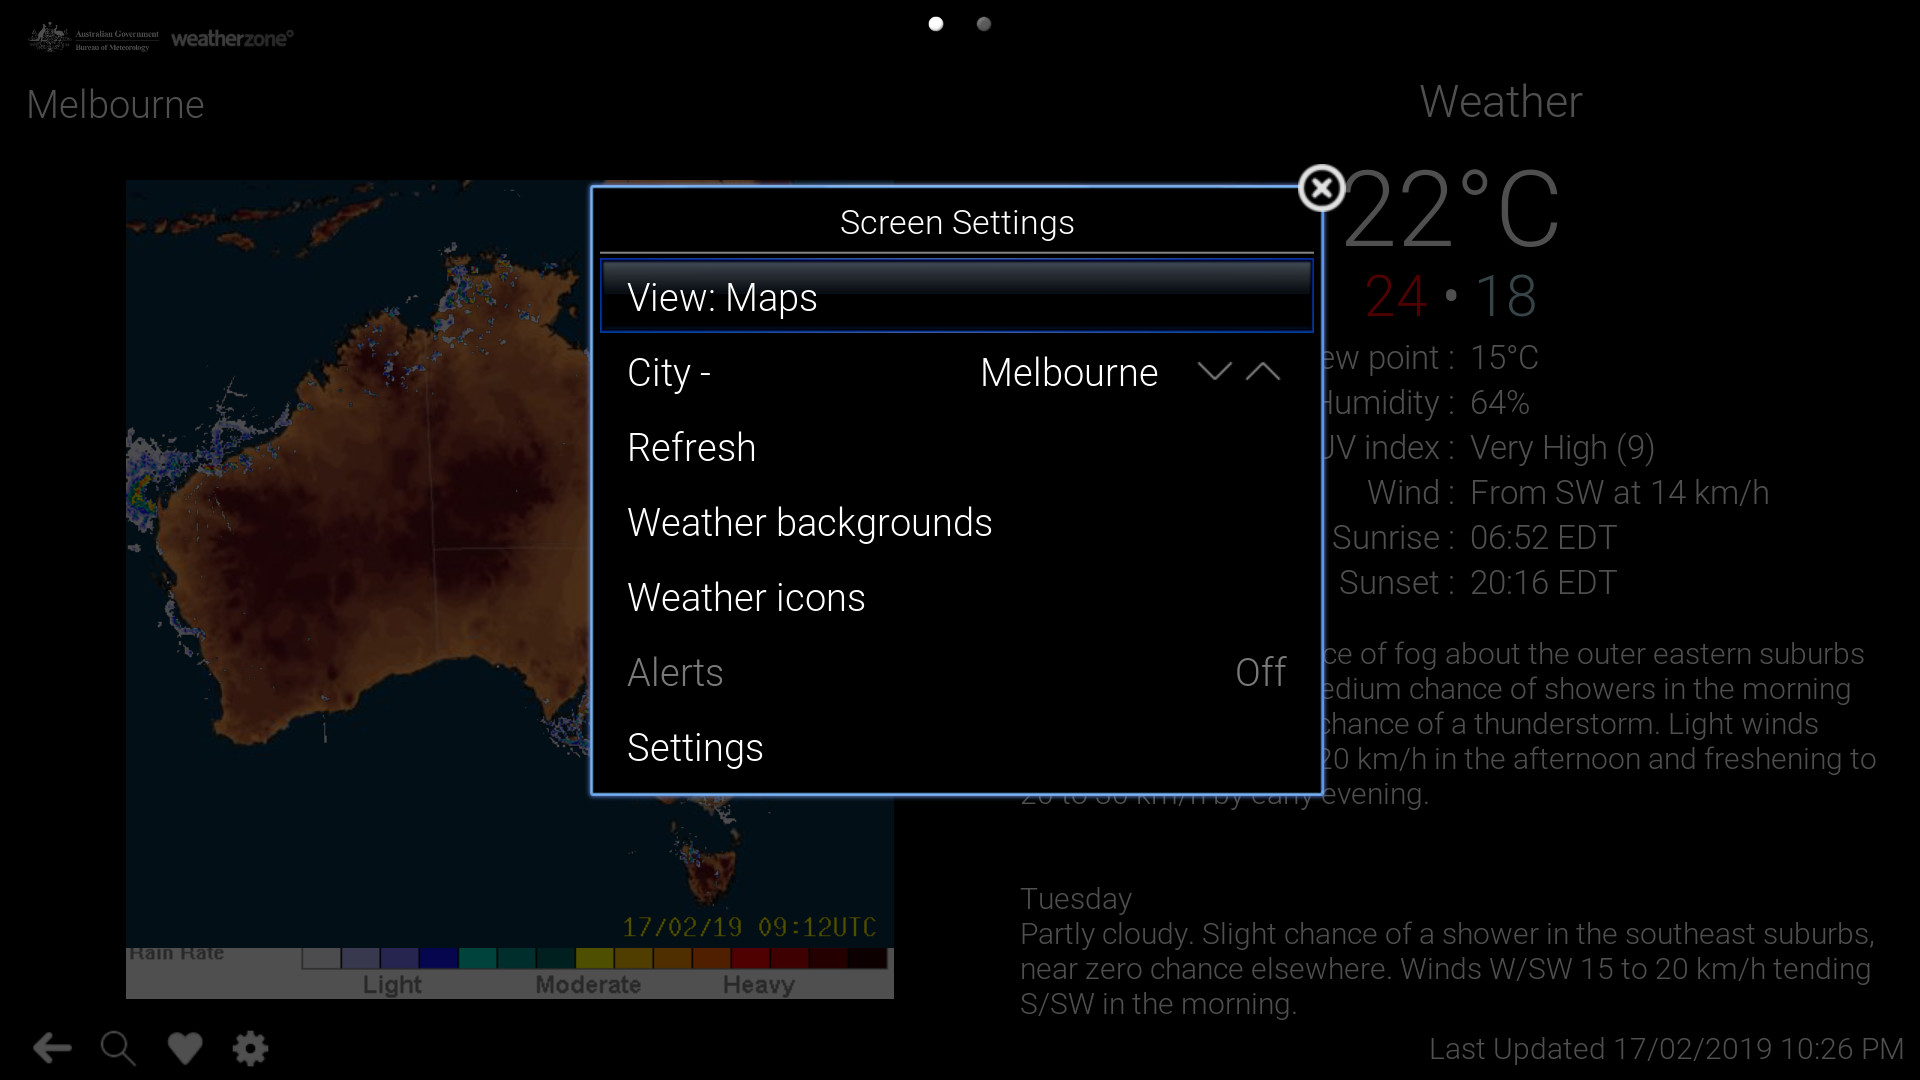 Australian Government
Bureau of Meteorology
weatherzone°
Melbourne
Weather
22°C
24 • 18
ew point : 15°C
Humidity : 64%
UV index : Very High (9)
Wind : From SW at 14 km/h
Sunrise : 06:52 EDT
Sunset : 20:16 EDT
Screen Settings
View: Maps
City - Melbourne
Refresh
Weather backgrounds
Weather icons
Alerts Off
Settings
ce of fog about the outer eastern suburbs
edium chance of showers in the morning
chance of a thunderstorm. Light winds
20 km/h in the afternoon and freshening to
20 to 30 km/h by early evening.
Tuesday
Partly cloudy. Slight chance of a shower in the southeast suburbs,
near zero chance elsewhere. Winds W/SW 15 to 20 km/h tending
S/SW in the morning.
17/02/19 09:12UTC
Rain Rate
Light Moderate Heavy
Last Updated 17/02/2019 10:26 PM